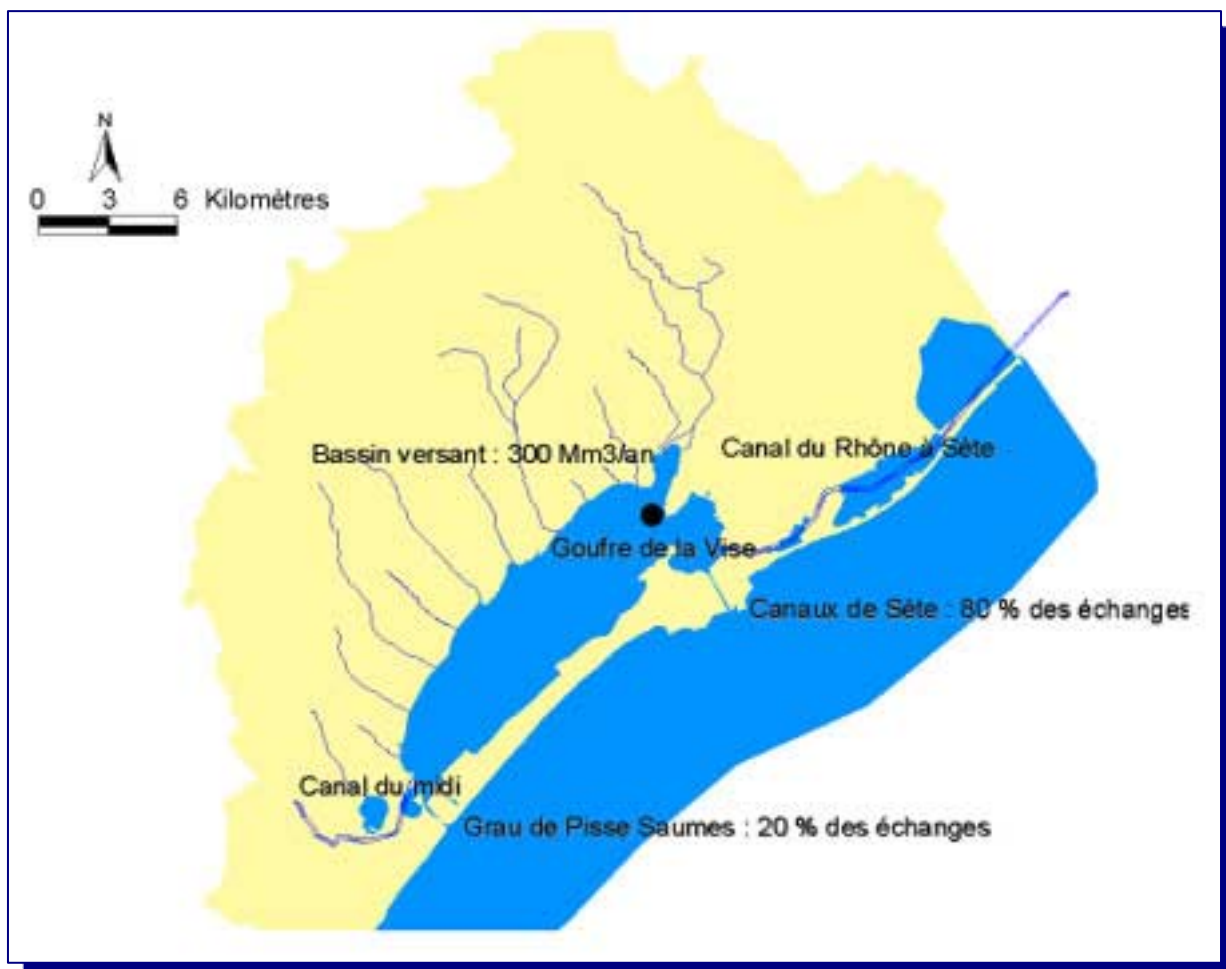 N
0 3 6 Kilomètres
Bassin versant : 300 Mm3/an
Canal du Rhône à Sète
Goufre de la Vise
Canaux de Sète : 80 % des échanges
Canal du midi
Grau de Pisse Saumes : 20 % des échanges